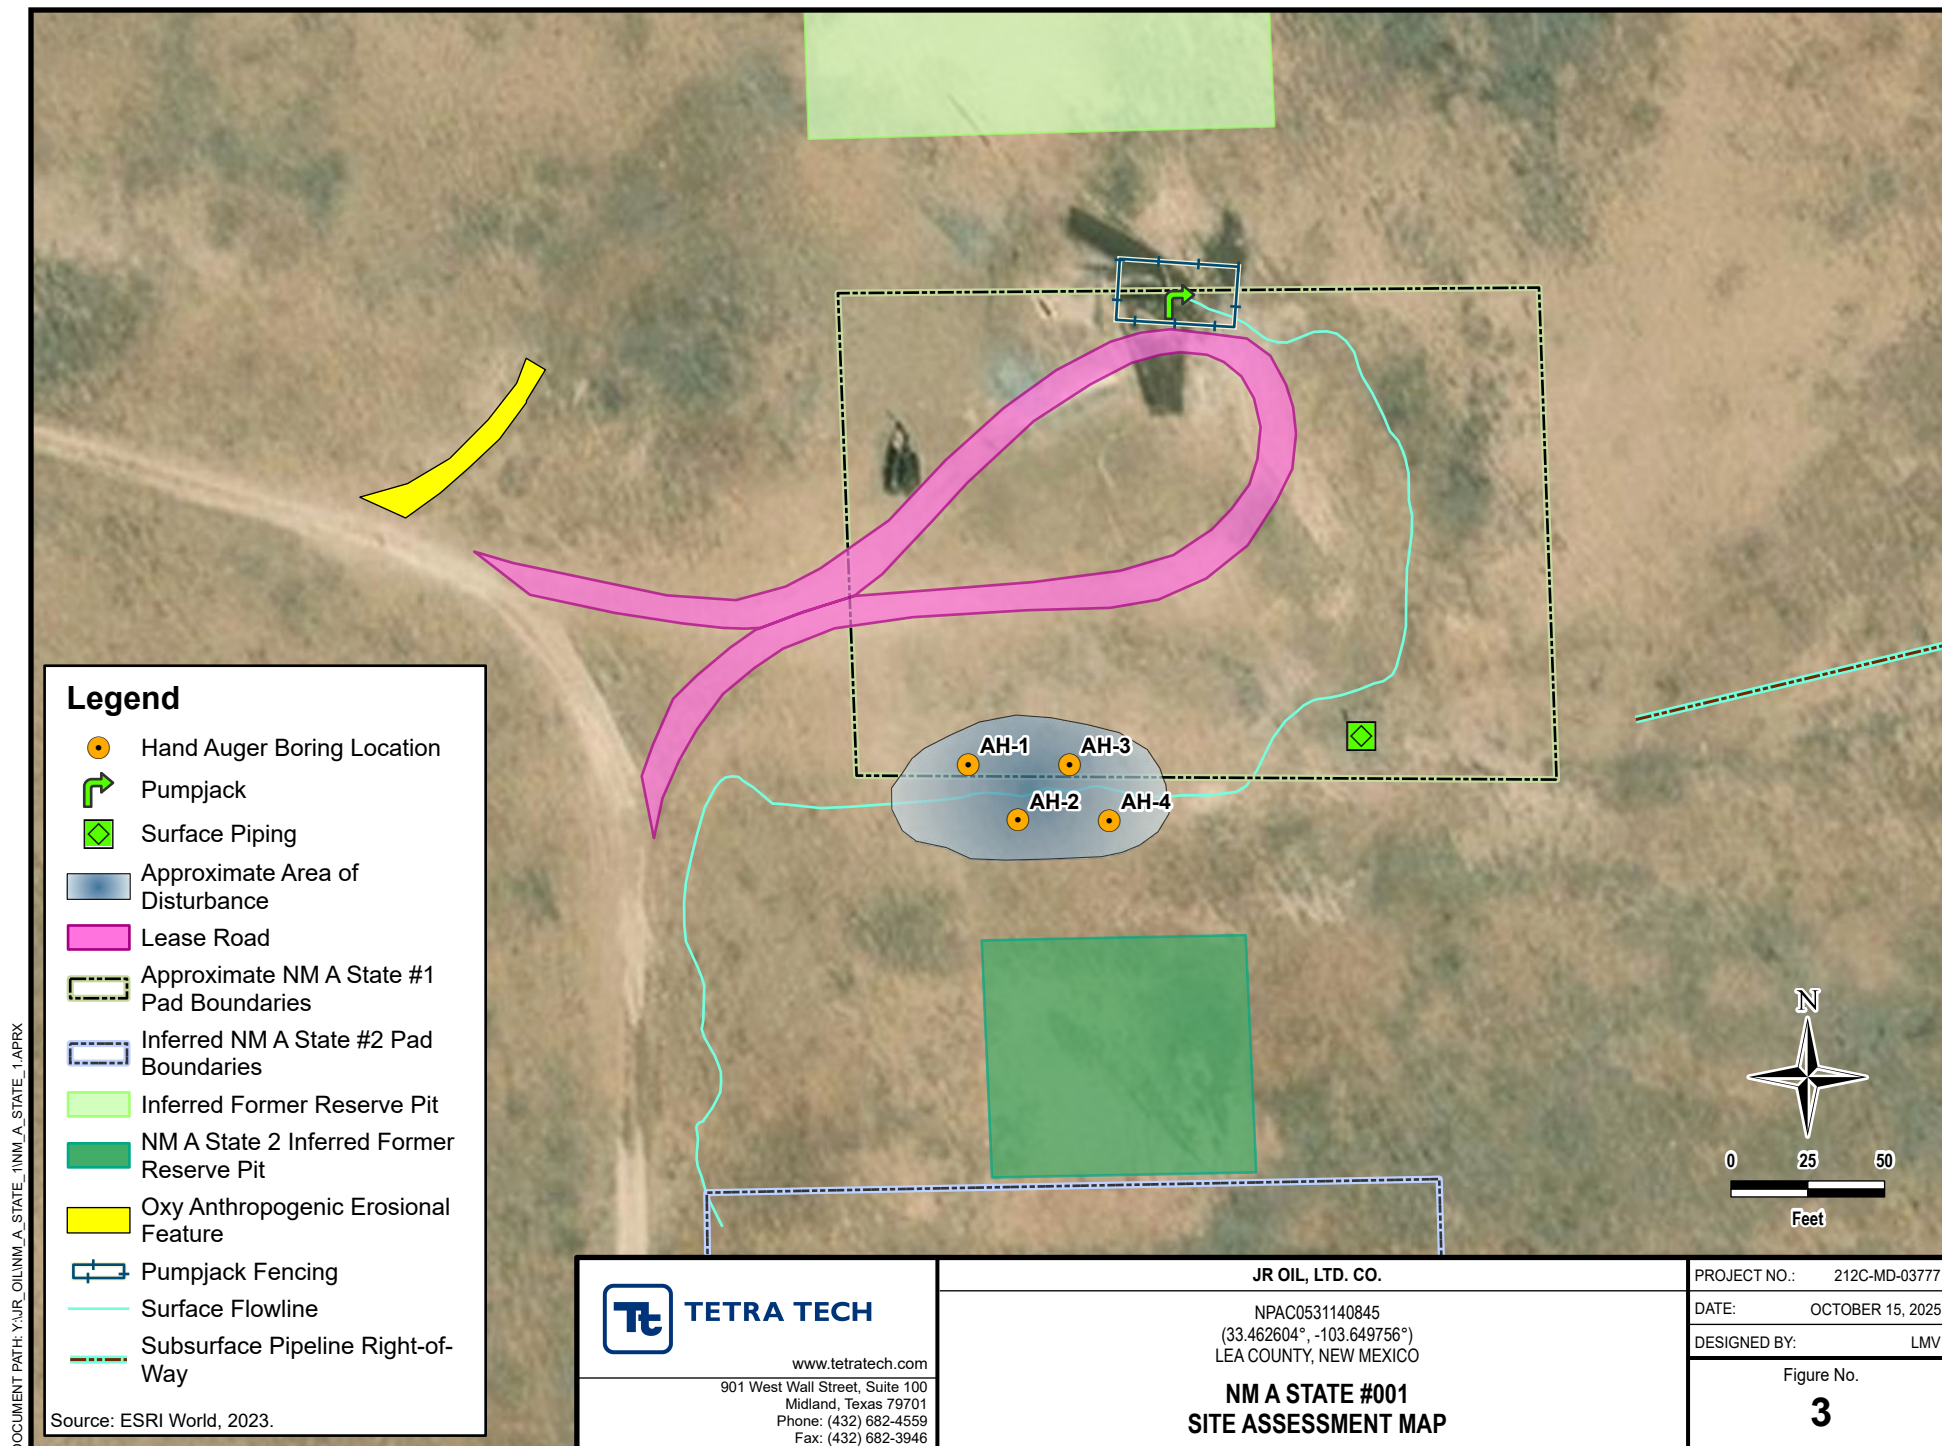 AH-1
AH-3
AH-2
AH-4
Legend
Hand Auger Boring Location
Pumpjack
Surface Piping
Approximate Area of
Disturbance
Lease Road
Approximate NM A State #1
Pad Boundaries
Inferred NM A State #2 Pad
Boundaries
Inferred Former Reserve Pit
NM A State 2 Inferred Former
Reserve Pit
Oxy Anthropogenic Erosional
Feature
Pumpjack Fencing
Surface Flowline
Subsurface Pipeline Right-of-
Way
Source: ESRI World, 2023.
DOCUMENT PATH: Y:\JR_OIL\NM_A_STATE_1\NM_A_STATE_1.APRX
N
0 25 50
Feet
Tt TETRA TECH
www.tetratech.com
901 West Wall Street, Suite 100
Midland, Texas 79701
Phone: (432) 682-4559
Fax: (432) 682-3946
JR OIL, LTD. CO.
NPAC0531140845
(33.462604°, -103.649756°)
LEA COUNTY, NEW MEXICO
NM A STATE #001
SITE ASSESSMENT MAP
PROJECT NO.: 212C-MD-03777
DATE: OCTOBER 15, 2025
DESIGNED BY: LMV
Figure No.
3